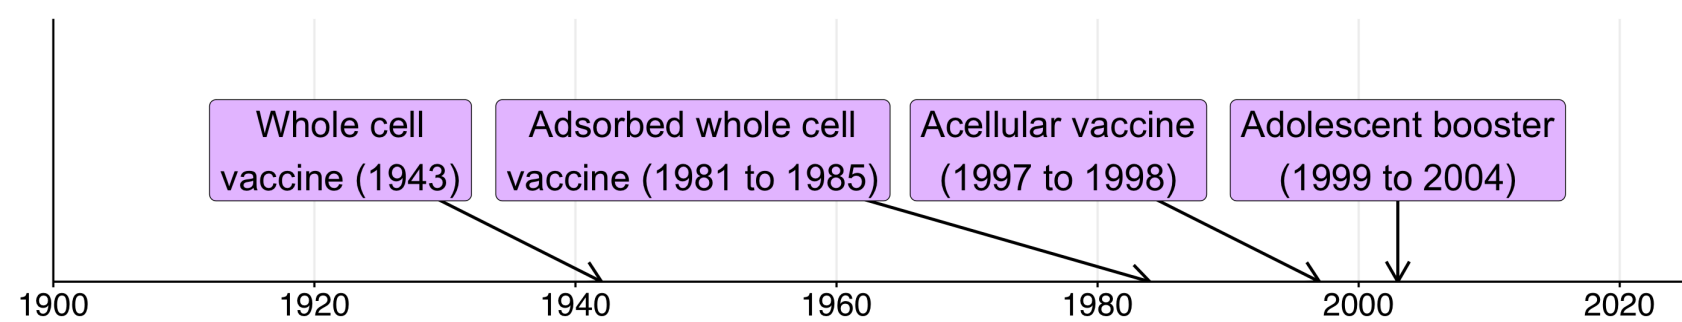 Whole cell
vaccine (1943)
Adsorbed whole cell
vaccine (1981 to 1985)
Acellular vaccine
(1997 to 1998)
Adolescent booster
(1999 to 2004)
1900
1920
1940
1960
1980
2000
2020